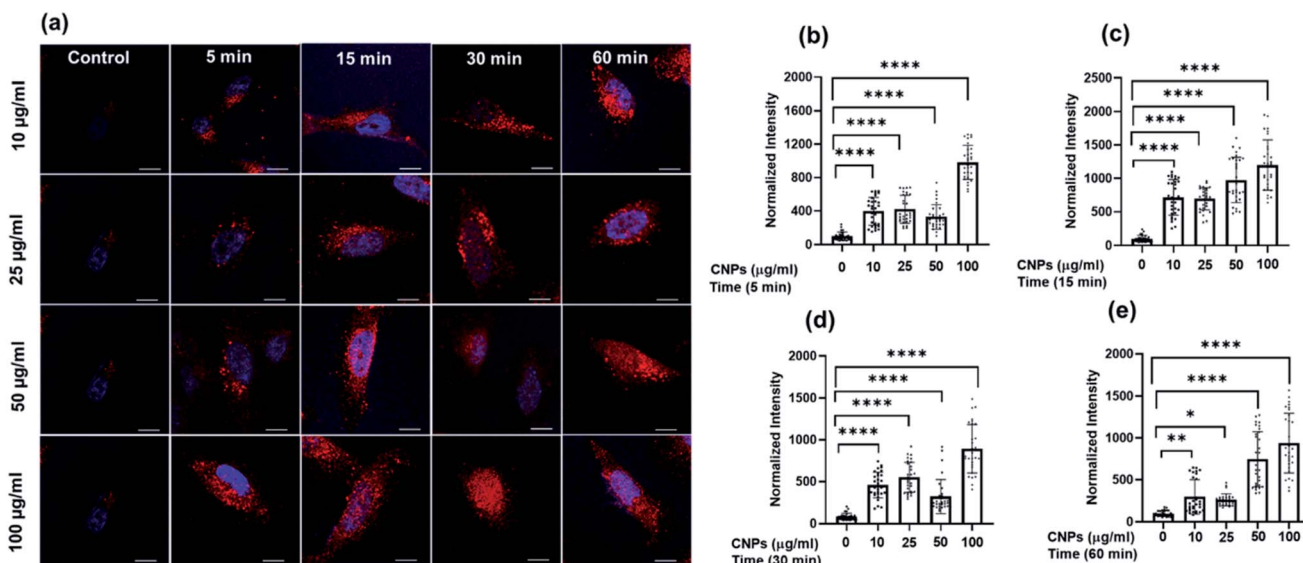 (a)
Control 5 min 15 min 30 min 60 min
10 µg/ml
25 µg/ml
50 µg/ml
100 µg/ml
(b)
Normalized Intensity
2000
1600
1200
800
400
0
****
****
****
****
0 10 25 50 100
CNPs (µg/ml)
Time (5 min)
(c)
Normalized Intensity
2500
2000
1500
1000
500
0
****
****
****
****
0 10 25 50 100
CNPs (µg/ml)
Time (15 min)
(d)
Normalized Intensity
2000
1500
1000
500
0
****
****
****
****
0 10 25 50 100
CNPs (µg/ml)
Time (30 min)
(e)
Normalized Intensity
2000
1500
1000
500
0
****
****
*
**
0 10 25 50 100
CNPs (µg/ml)
Time (60 min)